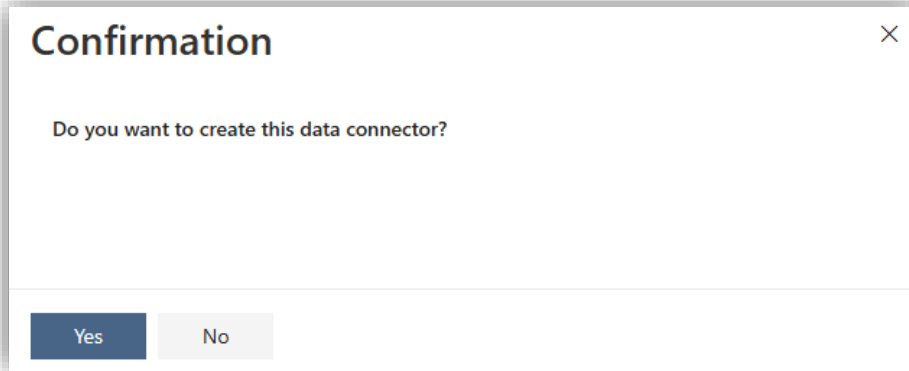 Confirmation
Do you want to create this data connector?
Yes No